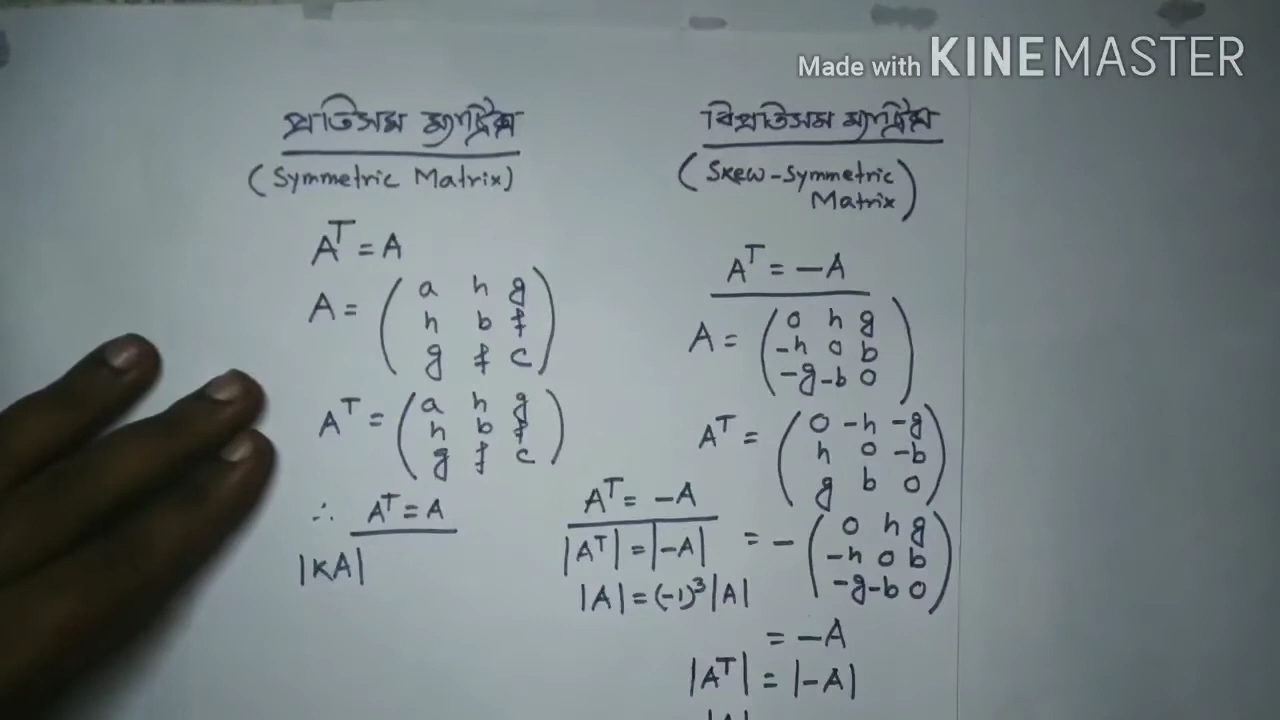 Made with KINEMASTER
প্রতিসম ম্যাট্রিক্স
(Symmetric Matrix)
A^T = A
A = ( a h g
h b f
g f c )
A^T = ( a h g
h b f
g f c )
∴ A^T = A
|KA|
বিপ্রতিসম ম্যাট্রিক্স
(Skew-Symmetric
Matrix)
A^T = -A
A = ( 0 h g
-h 0 b
-g -b 0 )
A^T = ( 0 -h -g
h 0 -b
g b 0 )
= - ( 0 h g
-h 0 b
-g -b 0 )
= -A
|A^T| = |-A|
A^T = -A
|A^T| = |-A|
|A| = (-1)^3 |A|